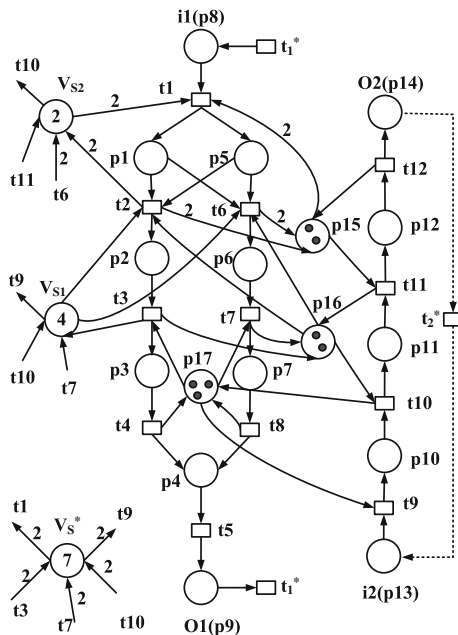 i1(p8)
t₁*
t10
V_S2
t1
O2(p14)
2
2
2
2
2
t11
t6
p1
p5
t12
t2
t6
2
2
p15
p12
p2
p6
t11
t9
V_S1
t3
t7
p16
t₂*
4
t10
t7
p3
p17
p7
p11
t10
t4
t8
p4
p10
t1
V_S*
t9
t5
t9
2
2
7
2
2
2
t3
t7
t10
i2(p13)
t₁*
O1(p9)